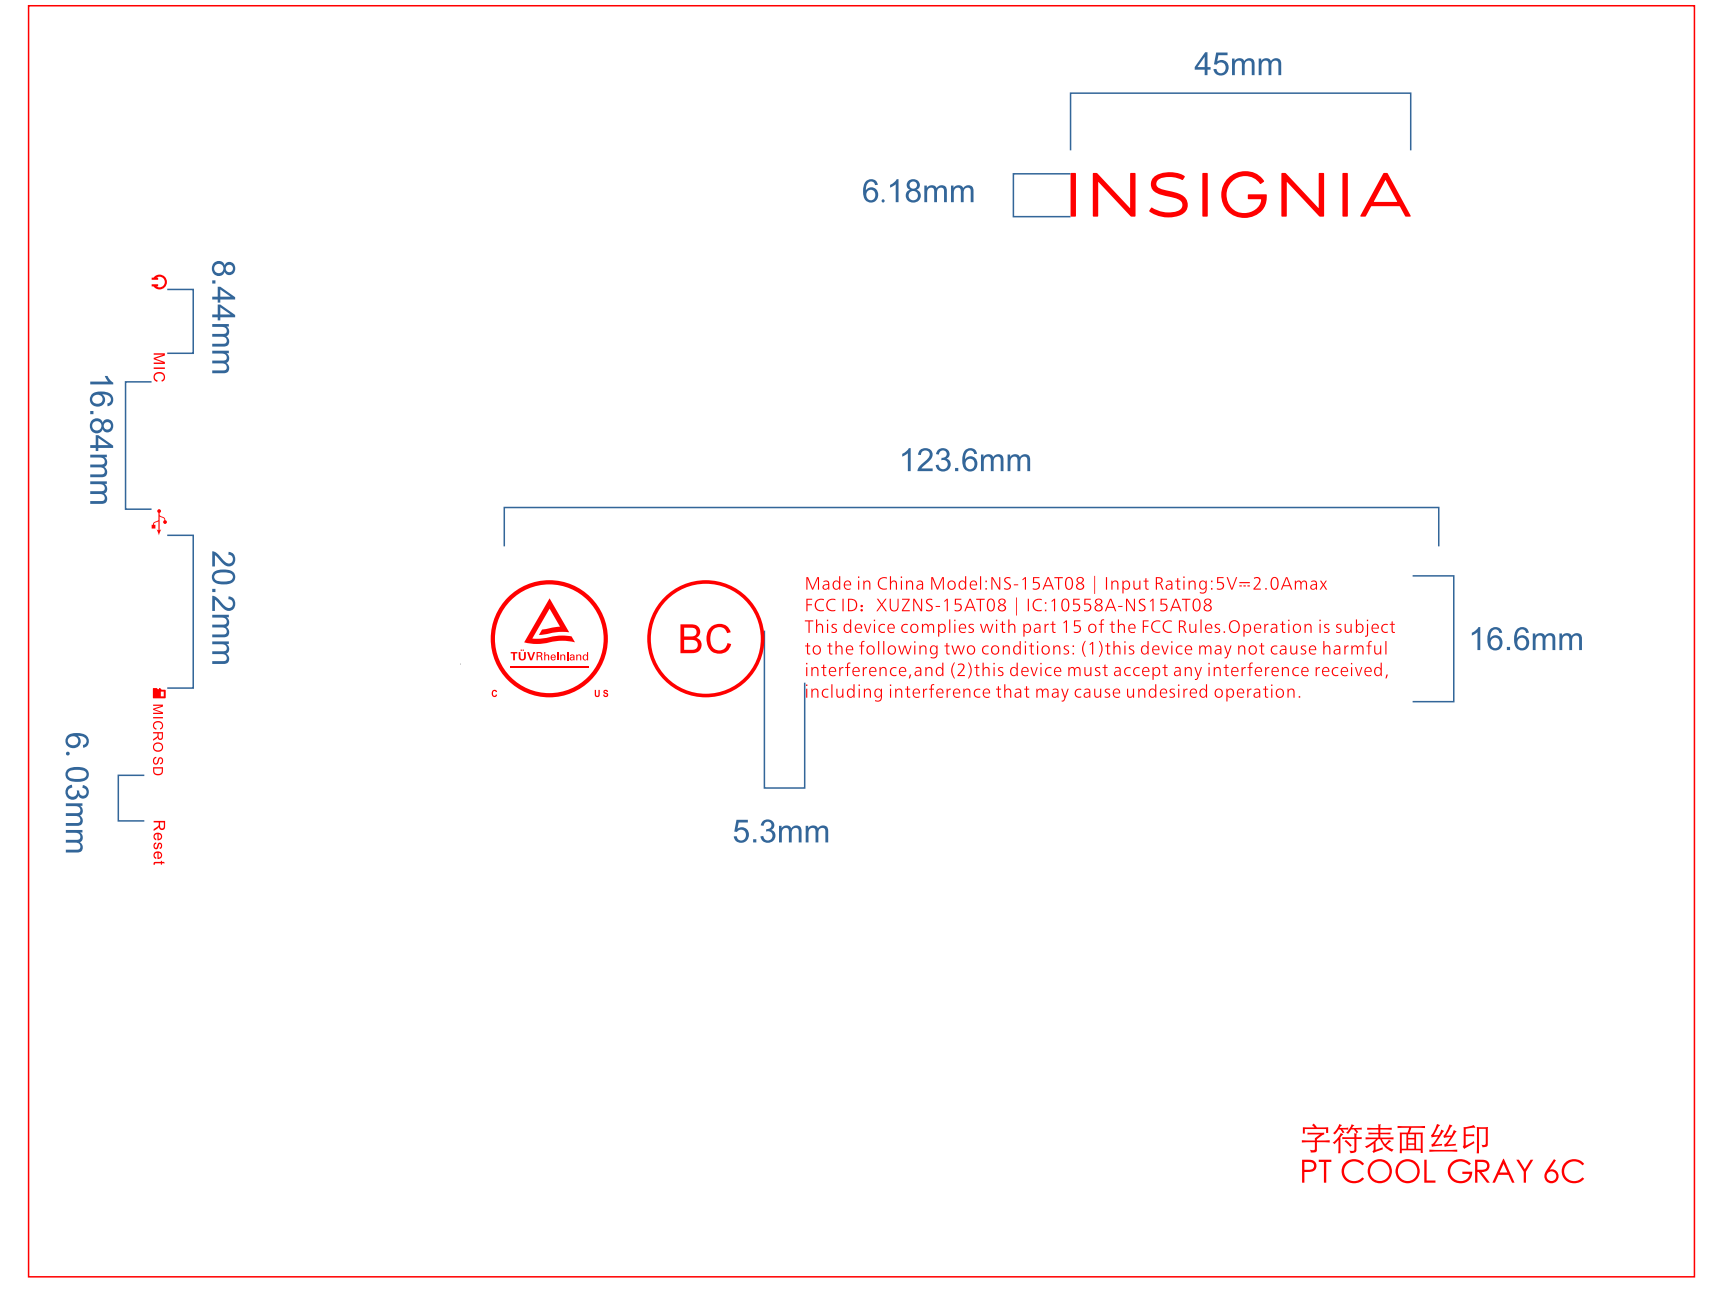 45mm
6.18mm
INSIGNIA
8.44mm
MIC
16.84mm
20.2mm
MICRO SD
6.03mm
Reset
123.6mm
TÜVRheinland
C US
BC
Made in China Model:NS-15AT08 | Input Rating:5V⎓2.0Amax
FCC ID：XUZNS-15AT08 | IC:10558A-NS15AT08
This device complies with part 15 of the FCC Rules.Operation is subject
to the following two conditions: (1)this device may not cause harmful
interference,and (2)this device must accept any interference received,
including interference that may cause undesired operation.
16.6mm
5.3mm
字符表面丝印
PT COOL GRAY 6C